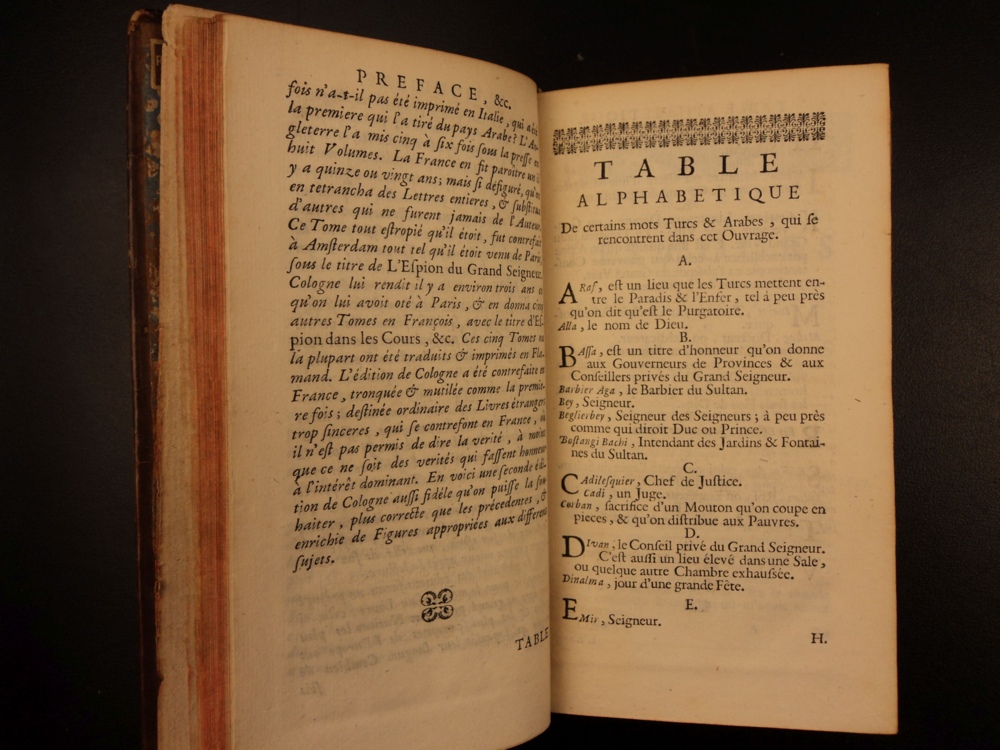 PREFACE, &c.
fois n'a-t-il pas été imprimé en Italie, qui
la premiere qui l'a tiré du pays Arabe? L'An-
gleterre l'a mis cinq à six fois sous la presse en
huit Volumes. La France en fit paroître un
y a quinze ou vingt ans; mais si défiguré, qu'on
en retrancha des Lettres entieres, & substitua
d'autres qui ne furent jamais de l'Auteur.
Ce Tome tout estropié qu'il étoit, fut contrefait
à Amsterdam tout tel qu'il étoit venu de Paris,
sous le titre de L'Espion du Grand Seigneur.
Cologne lui rendit il y a environ trois ans ce
qu'on lui avoit oté à Paris, & en donna cinq
autres Tomes en François, avec le titre d'Es-
pion dans les Cours, &c. Ces cinq Tomes
la plupart ont été traduits & imprimés en Fla-
mand. L'édition de Cologne a été contrefaite en
France, tronquée & mutilée comme la premie-
re fois; destinée ordinaire des Livres étrangers
trop sinceres, qui se contrefont en France, où
il n'est pas permis de dire la verité, à moins
que ce ne soit des verités qui fassent honneur
à l'intérêt dominant. En voici une seconde édi-
tion de Cologne aussi fidéle qu'on puisse la sou-
haiter, plus correcte que les précedentes, &
enrichie de Figures appropriées aux differens
sujets.
TABLE
TABLE
ALPHABETIQUE
De certains mots Turcs & Arabes, qui se
rencontrent dans cet Ouvrage.
A.
ARaf, est un lieu que les Turcs mettent en-
tre le Paradis & l'Enfer, tel à peu près
qu'on dit qu'est le Purgatoire.
Alla, le nom de Dieu.
B.
BAssa, est un titre d'honneur qu'on donne
aux Gouverneurs de Provinces & aux
Conseillers privés du Grand Seigneur.
Barbier Aga, le Barbier du Sultan.
Bey, Seigneur.
Beglierbey, Seigneur des Seigneurs; à peu près
comme qui diroit Duc ou Prince.
Bostangi Bachi, Intendant des Jardins & Fontai-
nes du Sultan.
C.
CAdilesquier, Chef de Justice.
Cadi, un Juge.
Corban, sacrifice d'un Mouton qu'on coupe en
pieces, & qu'on distribue aux Pauvres.
D.
DIvan, le Conseil privé du Grand Seigneur.
C'est aussi un lieu élevé dans une Sale,
ou quelque autre Chambre exhaussée.
Dinalma, jour d'une grande Fête.
E.
EMir, Seigneur.
H.